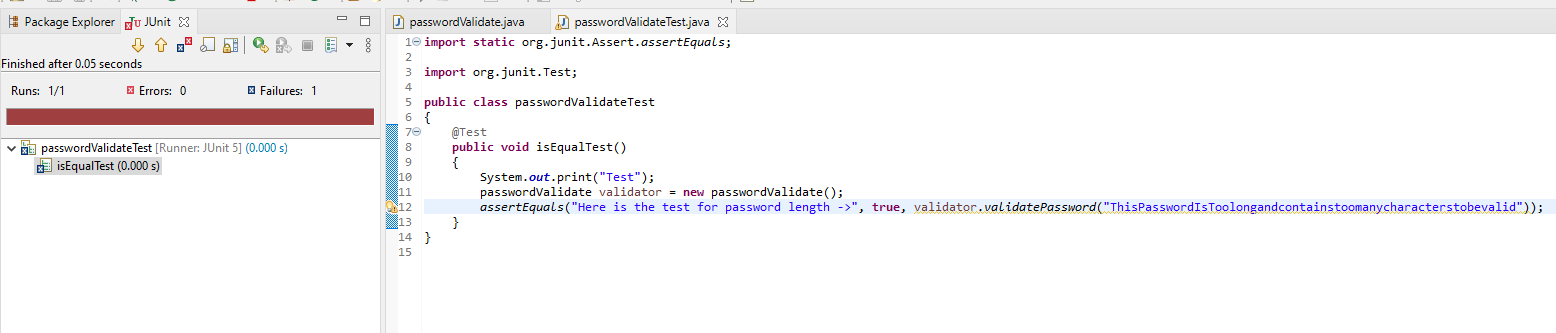 Package Explorer JUnit
Finished after 0.05 seconds
Runs: 1/1 Errors: 0 Failures: 1
passwordValidateTest [Runner: JUnit 5] (0.000 s)
isEqualTest (0.000 s)
passwordValidate.java passwordValidateTest.java
1 import static org.junit.Assert.assertEquals;
2
3 import org.junit.Test;
4
5 public class passwordValidateTest
6 {
7 @Test
8 public void isEqualTest()
9 {
10 System.out.print("Test");
11 passwordValidate validator = new passwordValidate();
12 assertEquals("Here is the test for password length ->", true, validator.validatePassword("ThisPasswordIsToolongandcontainstoomanycharacterstobevalid"));
13 }
14 }
15